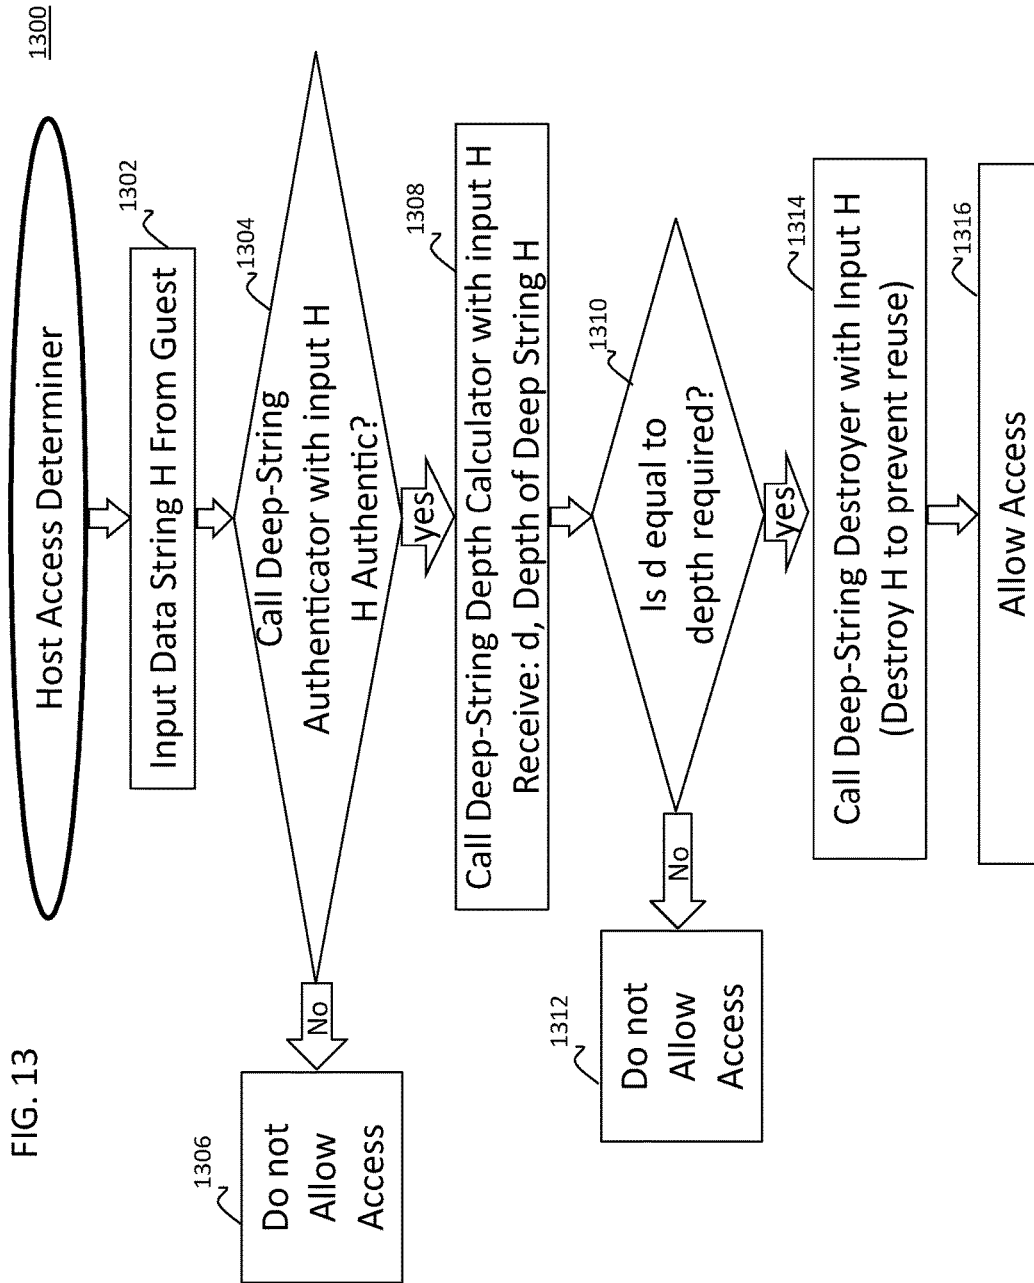 FIG. 13
1300
Host Access Determiner
1302
Input Data String H From Guest
1304
Call Deep-String
Authenticator with input H
H Authentic?
No
1306
Do not
Allow
Access
yes
1308
Call Deep-String Depth Calculator with input H
Receive: d, Depth of Deep String H
1310
Is d equal to
depth required?
No
1312
Do not
Allow
Access
yes
1314
Call Deep-String Destroyer with Input H
(Destroy H to prevent reuse)
1316
Allow Access